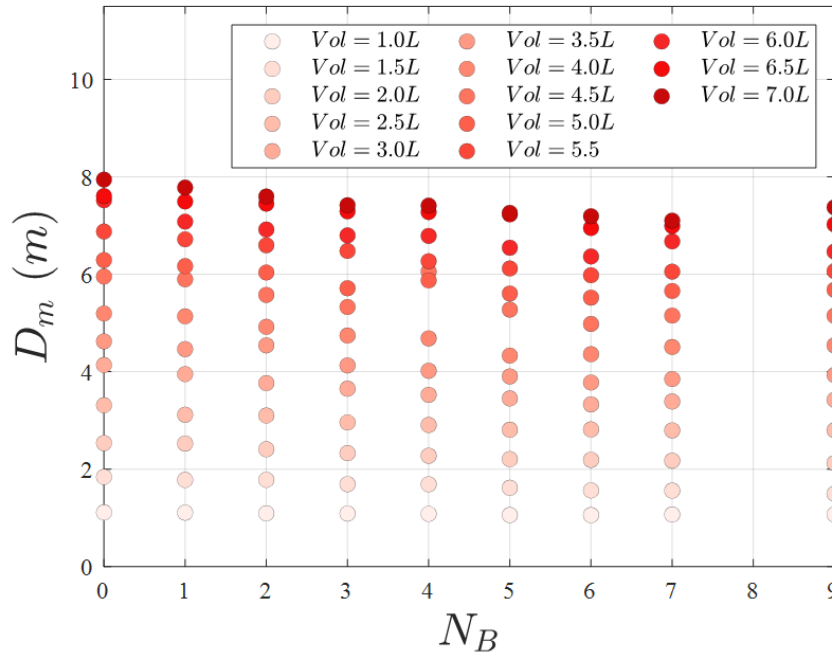 Vol = 1.0L
Vol = 1.5L
Vol = 2.0L
Vol = 2.5L
Vol = 3.0L
Vol = 3.5L
Vol = 4.0L
Vol = 4.5L
Vol = 5.0L
Vol = 5.5
Vol = 6.0L
Vol = 6.5L
Vol = 7.0L
10
8
6
4
2
0
D_m (m)
0 1 2 3 4 5 6 7 8 9
N_B